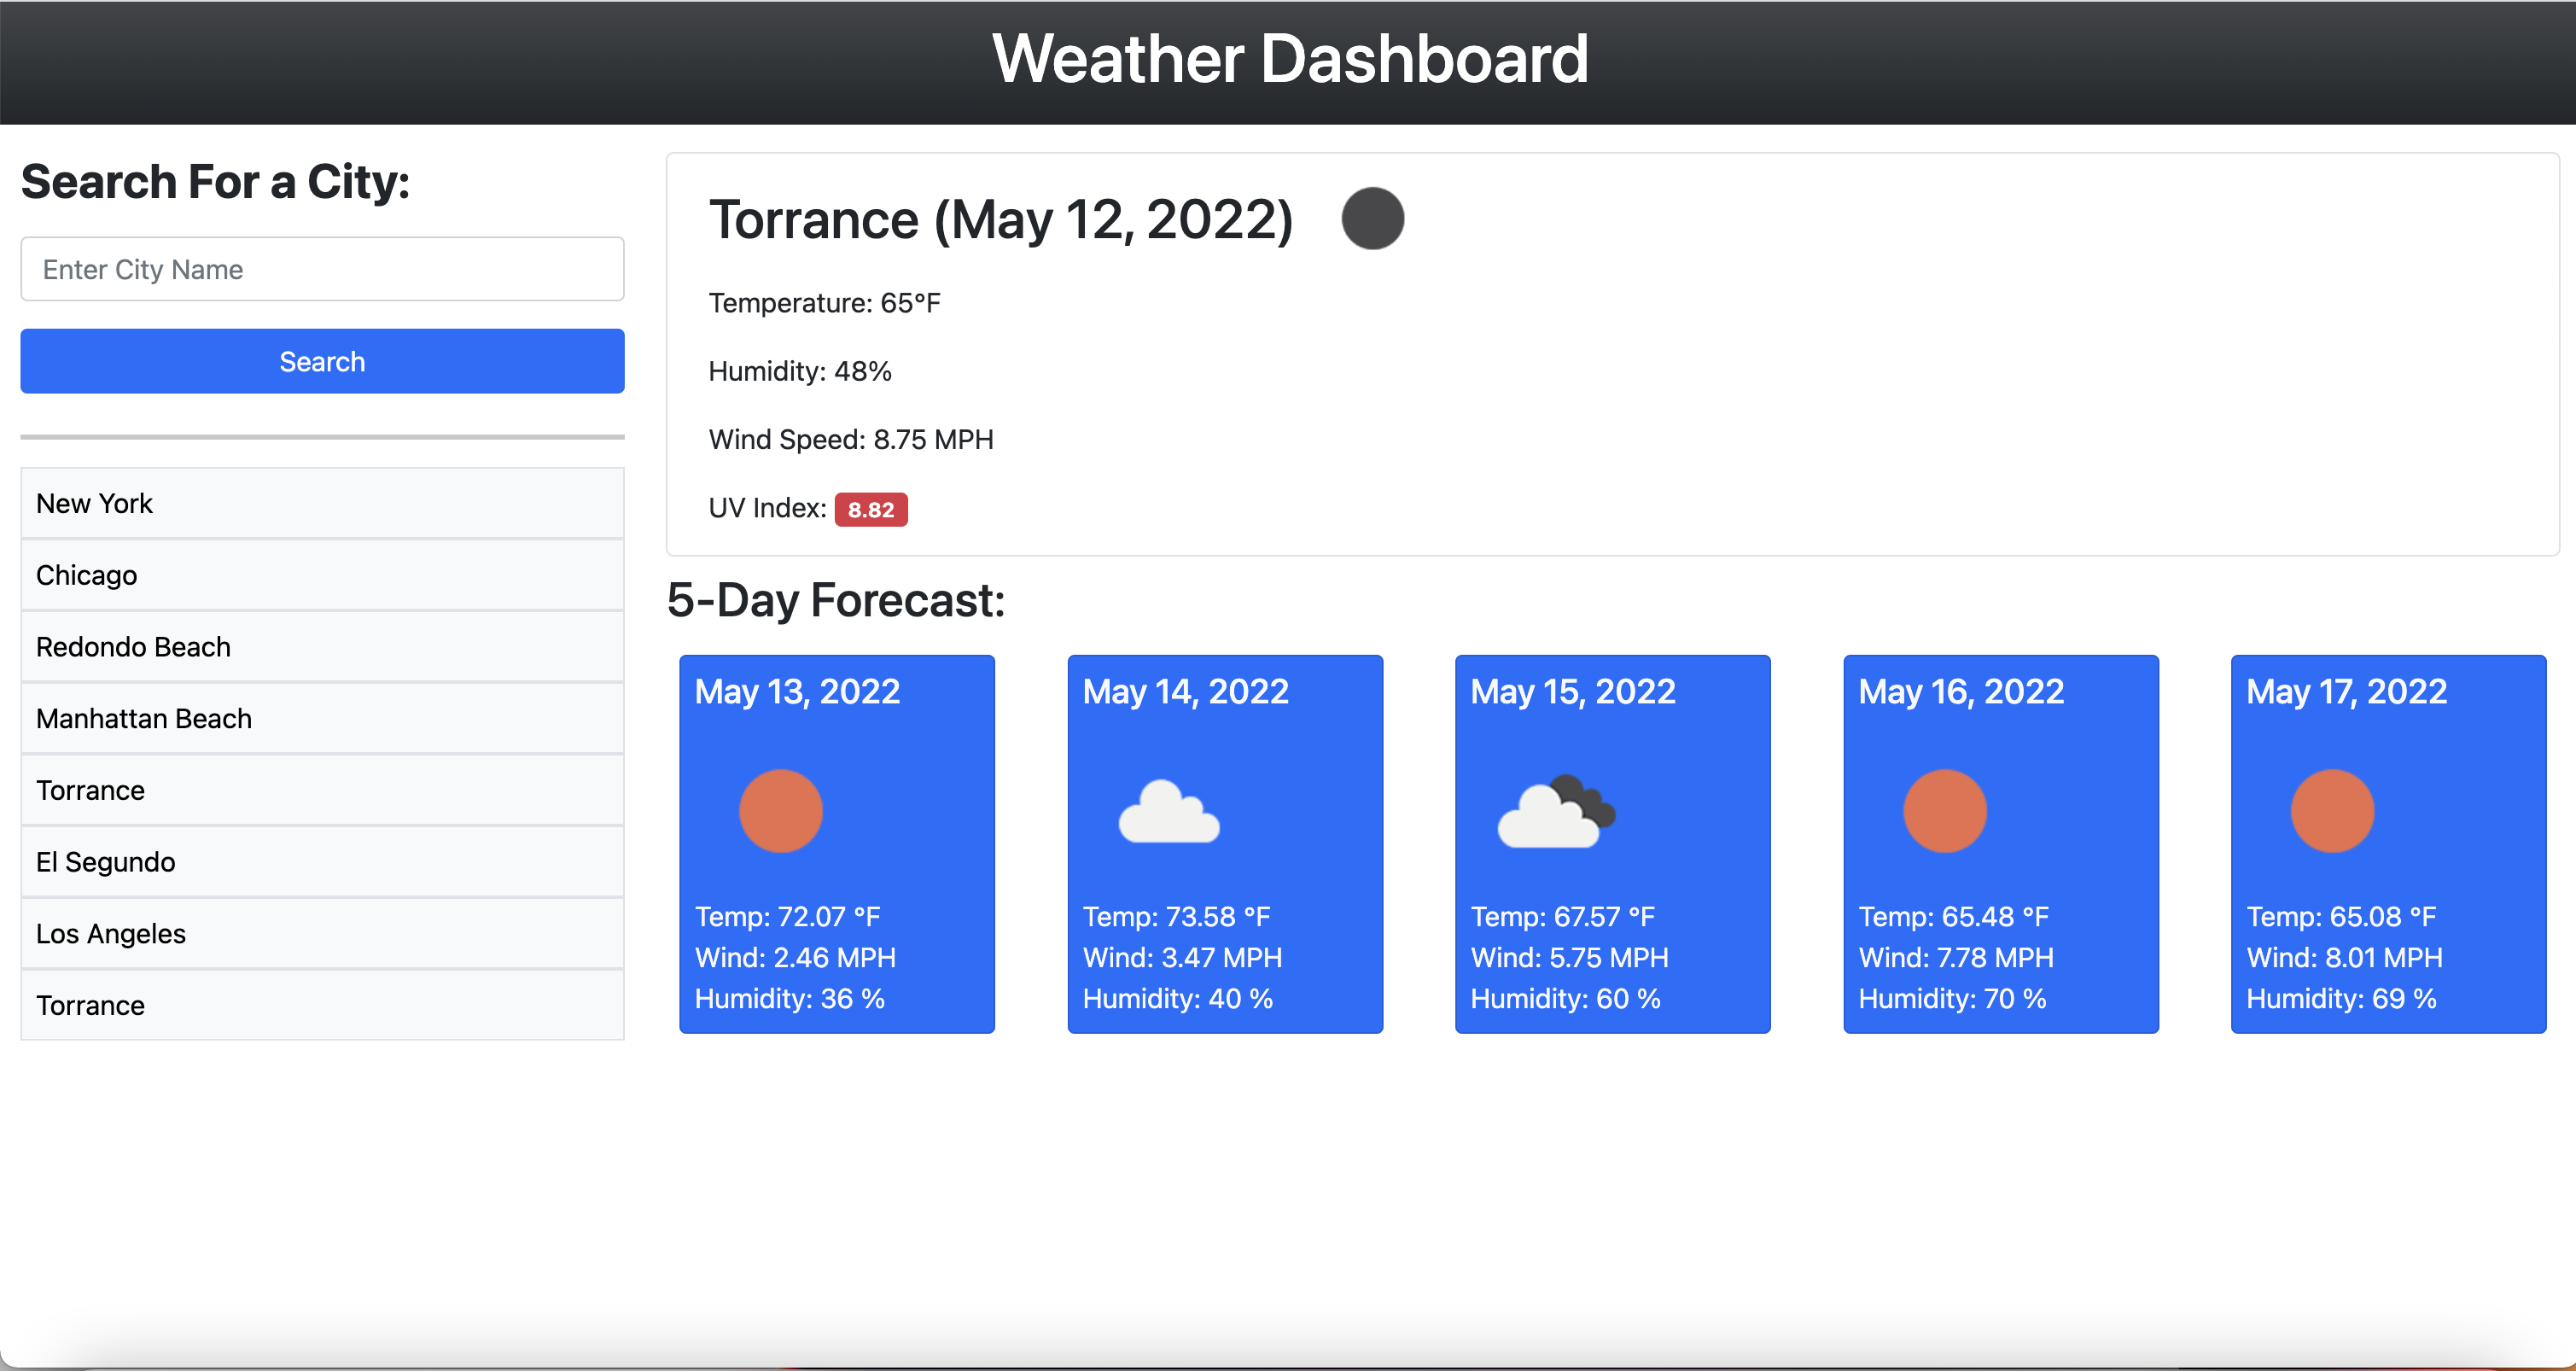 Weather Dashboard
Search For a City:
Enter City Name
Search
New York
Chicago
Redondo Beach
Manhattan Beach
Torrance
El Segundo
Los Angeles
Torrance
Torrance (May 12, 2022)
Temperature: 65°F
Humidity: 48%
Wind Speed: 8.75 MPH
UV Index: 8.82
5-Day Forecast:
May 13, 2022
Temp: 72.07 °F
Wind: 2.46 MPH
Humidity: 36 %
May 14, 2022
Temp: 73.58 °F
Wind: 3.47 MPH
Humidity: 40 %
May 15, 2022
Temp: 67.57 °F
Wind: 5.75 MPH
Humidity: 60 %
May 16, 2022
Temp: 65.48 °F
Wind: 7.78 MPH
Humidity: 70 %
May 17, 2022
Temp: 65.08 °F
Wind: 8.01 MPH
Humidity: 69 %